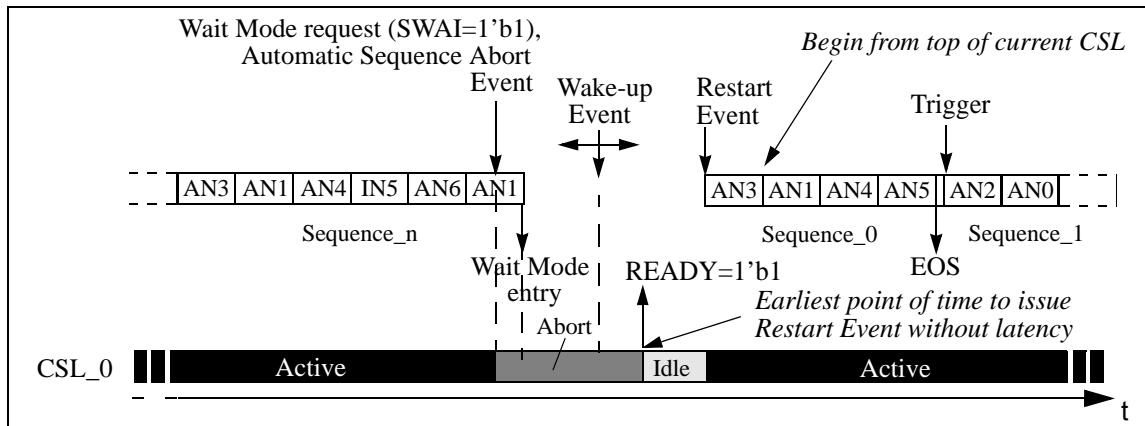 Wait Mode request (SWAI=1’b1),
Automatic Sequence Abort
Event
Wake-up
Event
Restart
Event
Begin from top of current CSL
Trigger
AN3 AN1 AN4 IN5 AN6 AN1
AN3 AN1 AN4 AN5 AN2 AN0
Sequence_n
Sequence_0
Sequence_1
Wait Mode
entry
READY=1’b1
EOS
Earliest point of time to issue
Restart Event without latency
Abort
CSL_0
Active
Idle
Active
t